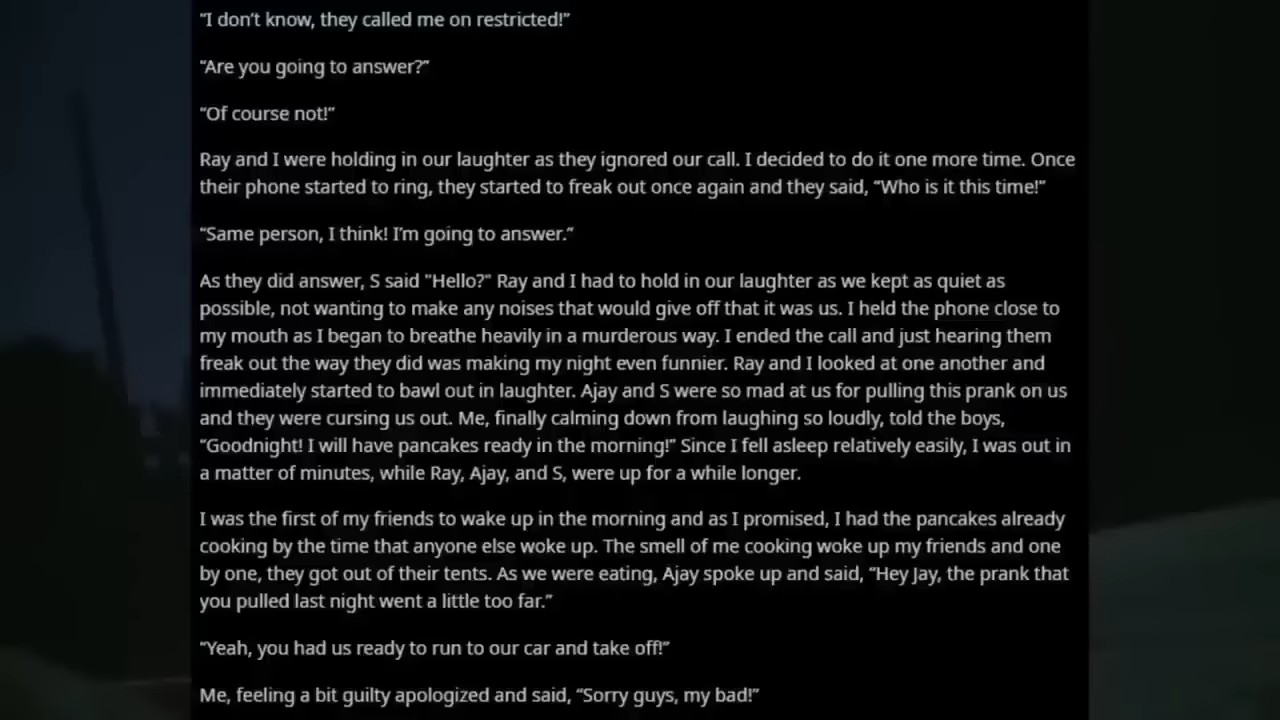 “I don’t know, they called me on restricted!”
“Are you going to answer?”
“Of course not!”
Ray and I were holding in our laughter as they ignored our call. I decided to do it one more time. Once
their phone started to ring, they started to freak out once again and they said, “Who is it this time!”
“Same person, I think! I’m going to answer.”
As they did answer, S said "Hello?" Ray and I had to hold in our laughter as we kept as quiet as
possible, not wanting to make any noises that would give off that it was us. I held the phone close to
my mouth as I began to breathe heavily in a murderous way. I ended the call and just hearing them
freak out the way they did was making my night even funnier. Ray and I looked at one another and
immediately started to bawl out in laughter. Ajay and S were so mad at us for pulling this prank on us
and they were cursing us out. Me, finally calming down from laughing so loudly, told the boys,
“Goodnight! I will have pancakes ready in the morning!” Since I fell asleep relatively easily, I was out in
a matter of minutes, while Ray, Ajay, and S, were up for a while longer.
I was the first of my friends to wake up in the morning and as I promised, I had the pancakes already
cooking by the time that anyone else woke up. The smell of me cooking woke up my friends and one
by one, they got out of their tents. As we were eating, Ajay spoke up and said, “Hey Jay, the prank that
you pulled last night went a little too far.”
“Yeah, you had us ready to run to our car and take off!”
Me, feeling a bit guilty apologized and said, “Sorry guys, my bad!”